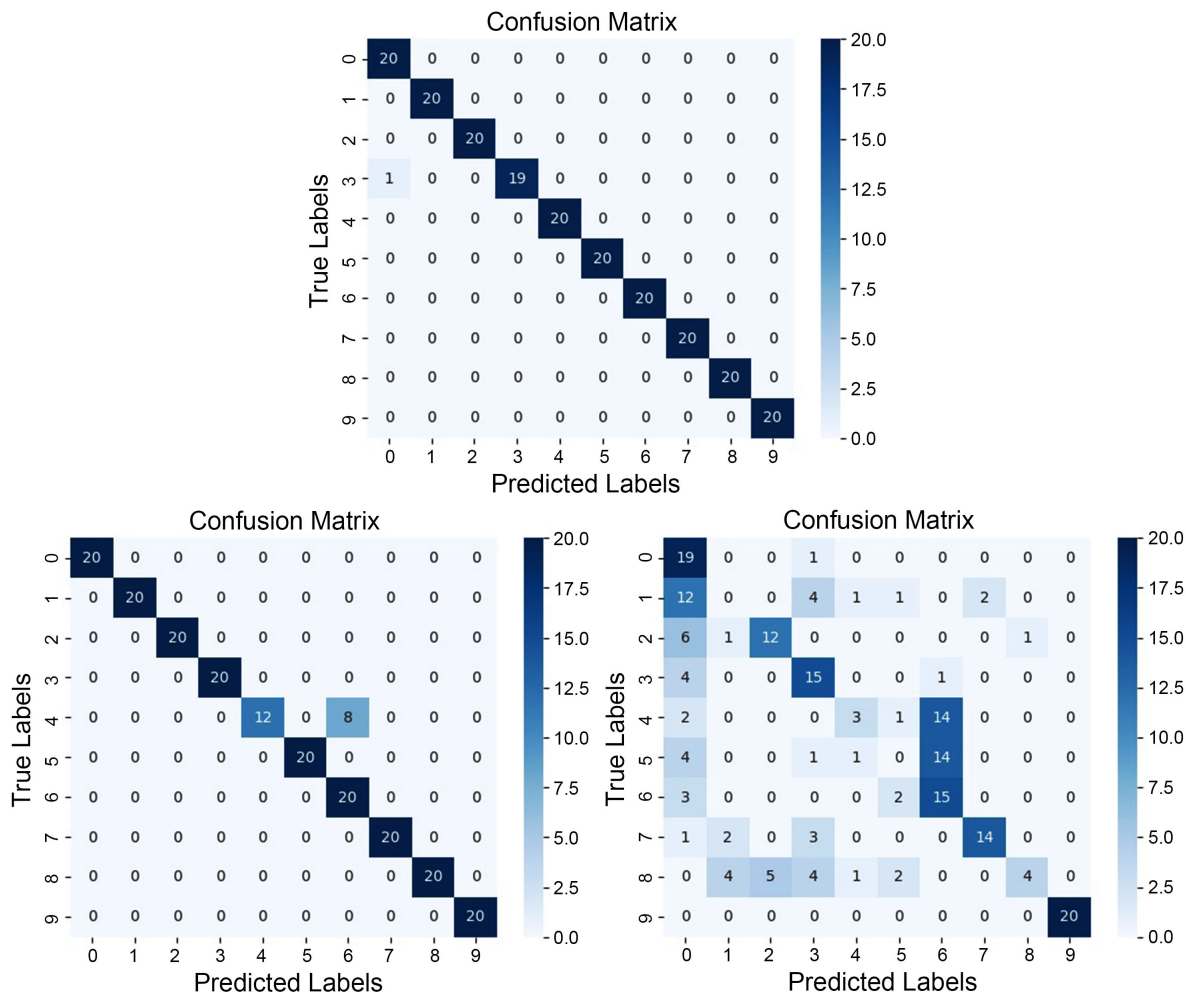 Confusion Matrix
0 20 0 0 0 0 0 0 0 0 0
1 0 20 0 0 0 0 0 0 0 0
2 0 0 20 0 0 0 0 0 0 0
3 1 0 0 19 0 0 0 0 0 0
4 0 0 0 0 20 0 0 0 0 0
5 0 0 0 0 0 20 0 0 0 0
6 0 0 0 0 0 0 20 0 0 0
7 0 0 0 0 0 0 0 20 0 0
8 0 0 0 0 0 0 0 0 20 0
9 0 0 0 0 0 0 0 0 0 20
0 1 2 3 4 5 6 7 8 9
True Labels
Predicted Labels
20.0
17.5
15.0
12.5
10.0
7.5
5.0
2.5
0.0
Confusion Matrix
0 20 0 0 0 0 0 0 0 0 0
1 0 20 0 0 0 0 0 0 0 0
2 0 0 20 0 0 0 0 0 0 0
3 0 0 0 20 0 0 0 0 0 0
4 0 0 0 0 12 0 8 0 0 0
5 0 0 0 0 0 20 0 0 0 0
6 0 0 0 0 0 0 20 0 0 0
7 0 0 0 0 0 0 0 20 0 0
8 0 0 0 0 0 0 0 0 20 0
9 0 0 0 0 0 0 0 0 0 20
0 1 2 3 4 5 6 7 8 9
True Labels
Predicted Labels
20.0
17.5
15.0
12.5
10.0
7.5
5.0
2.5
0.0
Confusion Matrix
0 19 0 0 1 0 0 0 0 0 0
1 12 0 0 4 1 1 0 2 0 0
2 6 1 12 0 0 0 0 0 1 0
3 4 0 0 15 0 0 1 0 0 0
4 2 0 0 0 3 1 14 0 0 0
5 4 0 0 1 1 0 14 0 0 0
6 3 0 0 0 0 2 15 0 0 0
7 1 2 0 3 0 0 0 14 0 0
8 0 4 5 4 1 2 0 0 4 0
9 0 0 0 0 0 0 0 0 0 20
0 1 2 3 4 5 6 7 8 9
True Labels
Predicted Labels
20.0
17.5
15.0
12.5
10.0
7.5
5.0
2.5
0.0